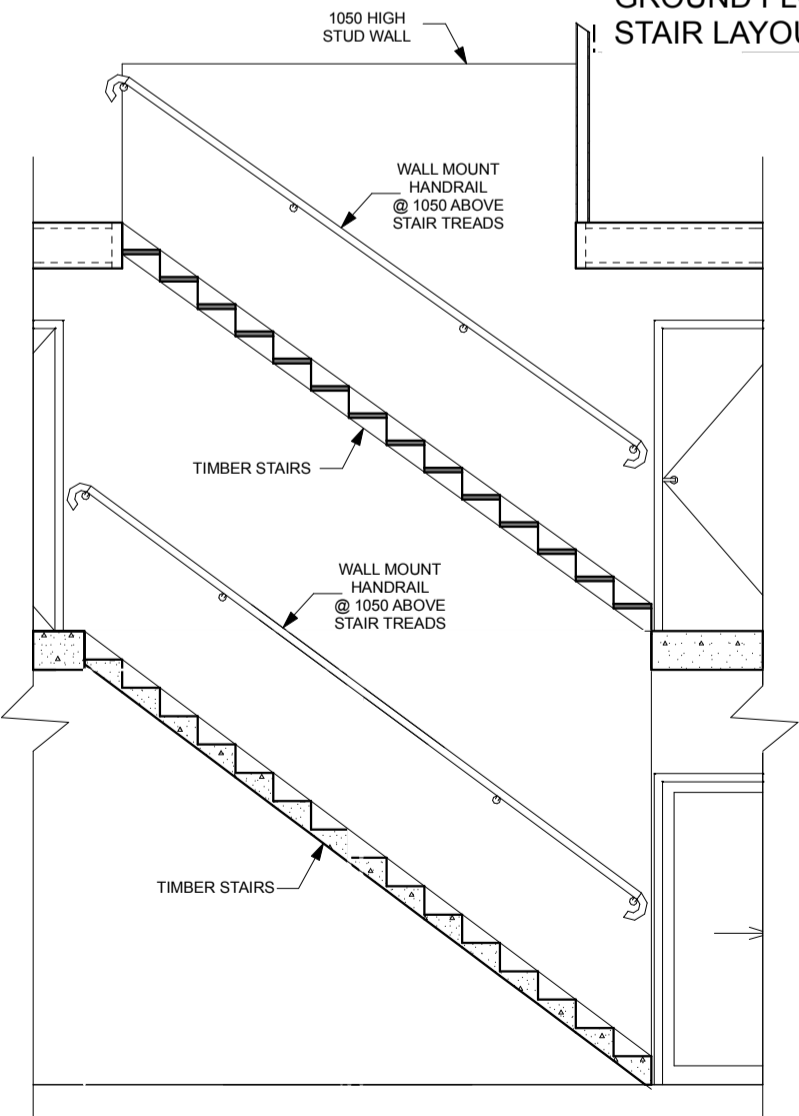 STAIR LAYOU
1050 HIGH
STUD WALL
WALL MOUNT
HANDRAIL
@ 1050 ABOVE
STAIR TREADS
TIMBER STAIRS
WALL MOUNT
HANDRAIL
@ 1050 ABOVE
STAIR TREADS
TIMBER STAIRS